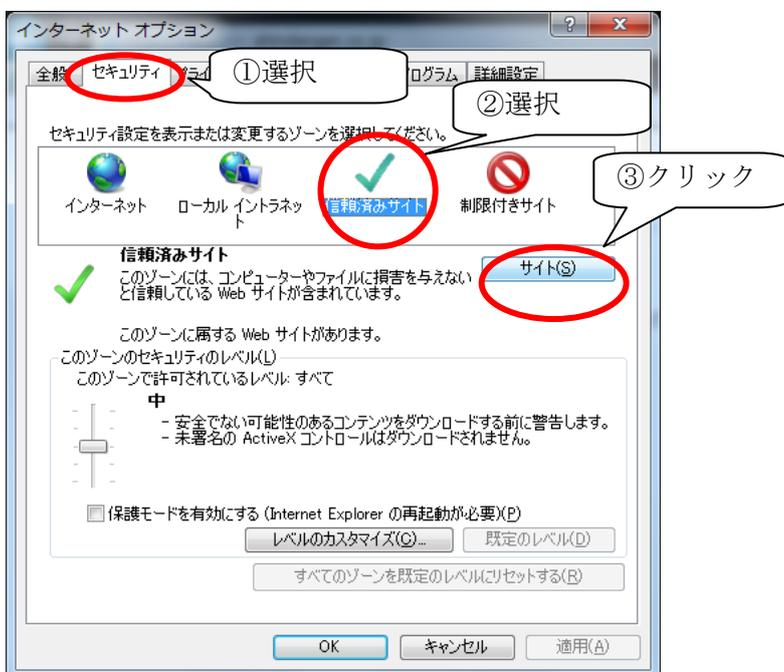 インターネット オプション
全般
セキュリティ
①選択
ログラム
詳細設定
②選択
セキュリティ設定を表示または変更するゾーンを選択してください。
③クリック
インターネット
ローカル イントラネッ
ト
信頼済みサイト
制限付きサイト
信頼済みサイト
サイト(S)
このゾーンには、コンピューターやファイルに損害を与えない
と信頼している Web サイトが含まれています。
このゾーンに属する Web サイトがあります。
このゾーンのセキュリティのレベル(L)
このゾーンで許可されているレベル: すべて
中
- 安全でない可能性のあるコンテンツをダウンロードする前に警告します。
- 未署名の ActiveX コントロールはダウンロードされません。
保護モードを有効にする (Internet Explorer の再起動が必要)(P)
レベルのカスタマイズ(C)...
既定のレベル(D)
すべてのゾーンを既定のレベルにリセットする(R)
OK
キャンセル
適用(A)